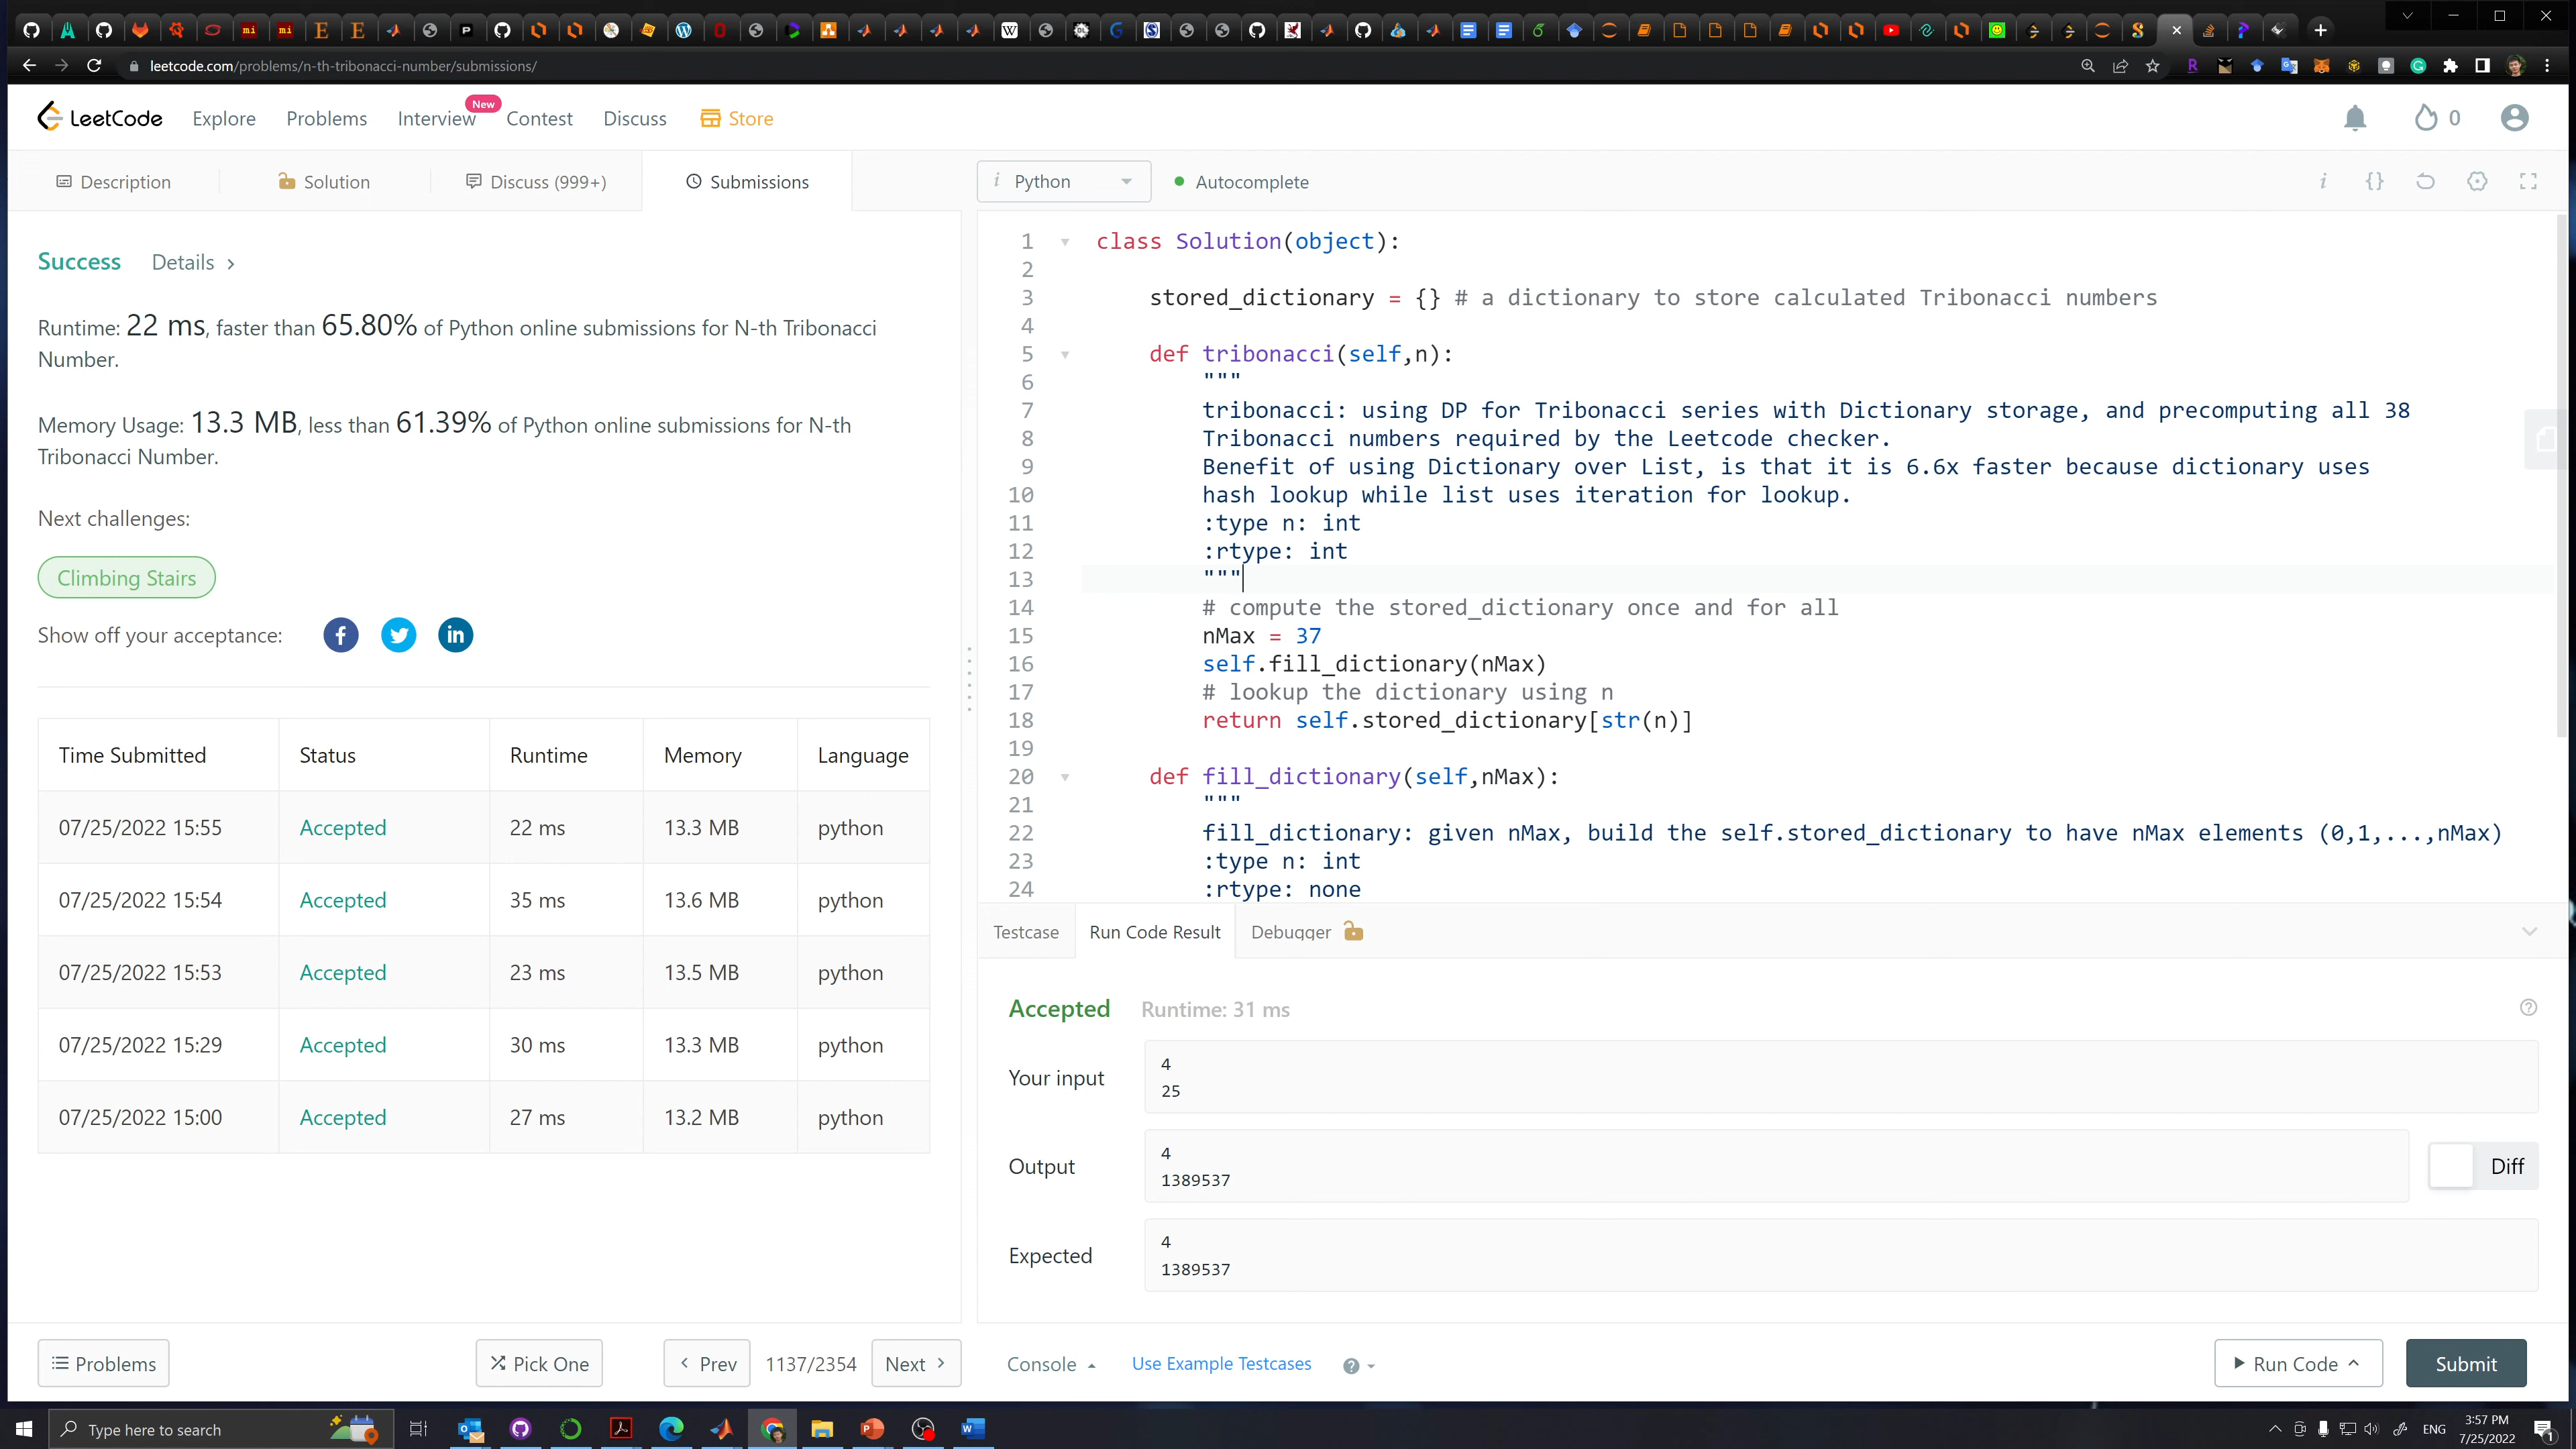 leetcode.com/problems/n-th-tribonacci-number/submissions/
LeetCode
Explore
Problems
Interview
New
Contest
Discuss
Store
0
Description
Solution
Discuss (999+)
Submissions
i Python
Autocomplete
Success
Details >
Runtime: 22 ms, faster than 65.80% of Python online submissions for N-th Tribonacci
Number.
Memory Usage: 13.3 MB, less than 61.39% of Python online submissions for N-th
Tribonacci Number.
Next challenges:
Climbing Stairs
Show off your acceptance:
Time Submitted Status Runtime Memory Language
07/25/2022 15:55 Accepted 22 ms 13.3 MB python
07/25/2022 15:54 Accepted 35 ms 13.6 MB python
07/25/2022 15:53 Accepted 23 ms 13.5 MB python
07/25/2022 15:29 Accepted 30 ms 13.3 MB python
07/25/2022 15:00 Accepted 27 ms 13.2 MB python
Problems
Pick One
Prev
1137/2354
Next
1 class Solution(object):
2
3 stored_dictionary = {} # a dictionary to store calculated Tribonacci numbers
4
5 def tribonacci(self,n):
6 """
7 tribonacci: using DP for Tribonacci series with Dictionary storage, and precomputing all 38
8 Tribonacci numbers required by the Leetcode checker.
9 Benefit of using Dictionary over List, is that it is 6.6x faster because dictionary uses
10 hash lookup while list uses iteration for lookup.
11 :type n: int
12 :rtype: int
13 """
14 # compute the stored_dictionary once and for all
15 nMax = 37
16 self.fill_dictionary(nMax)
17 # lookup the dictionary using n
18 return self.stored_dictionary[str(n)]
19
20 def fill_dictionary(self,nMax):
21 """
22 fill_dictionary: given nMax, build the self.stored_dictionary to have nMax elements (0,1,...,nMax)
23 :type n: int
24 :rtype: none
Testcase
Run Code Result
Debugger
Accepted
Runtime: 31 ms
Your input
4
25
Output
4
1389537
Diff
Expected
4
1389537
Console
Use Example Testcases
Run Code
Submit
Type here to search
ENG
3:57 PM
7/25/2022
1